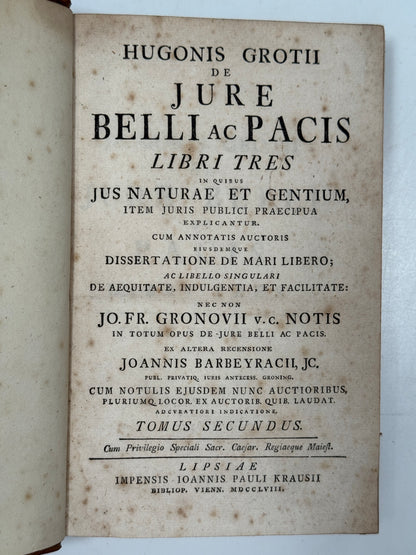 HUGONIS GROTII
DE
JURE
BELLI AC PACIS
LIBRI TRES
IN QUIBUS
JUS NATURAE ET GENTIUM,
ITEM JURIS PUBLICI PRAECIPUA
EXPLICANTUR.
CUM ANNOTATIS AUCTORIS
EJUSDEMQUE
DISSERTATIONE DE MARI LIBERO;
AC LIBELLO SINGULARI
DE AEQUITATE, INDULGENTIA, ET FACILITATE:
NEC NON
JO. FR. GRONOVII V. C. NOTIS
IN TOTUM OPUS DE JURE BELLI AC PACIS.
EX ALTERA RECENSIONE
JOANNIS BARBEYRACII, JC.
PUBL. PRIVATIQ. IURIS ANTECESS. GRONING.
CUM NOTULIS EJUSDEM NUNC AUCTIORIBUS,
PLURIUMQ. LOCOR. EX AUCTORIB. QUIB. LAUDAT.
ADCURATIORI INDICATIONE.
TOMUS SECUNDUS.
Cum Privilegio Speciali Sacr. Caesar. Regiaeque Maiest.
LIPSIAE
IMPENSIS IOANNIS PAULI KRAUSII
BIBLIOP. VIENN. MDCCLVIII.